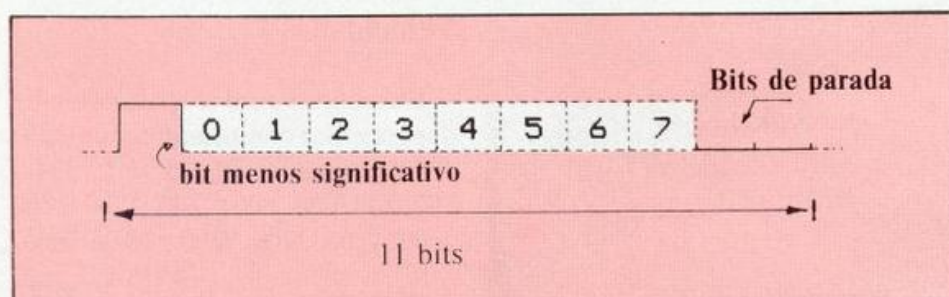 Bits de parada
0 1 2 3 4 5 6 7
bit menos significativo
11 bits